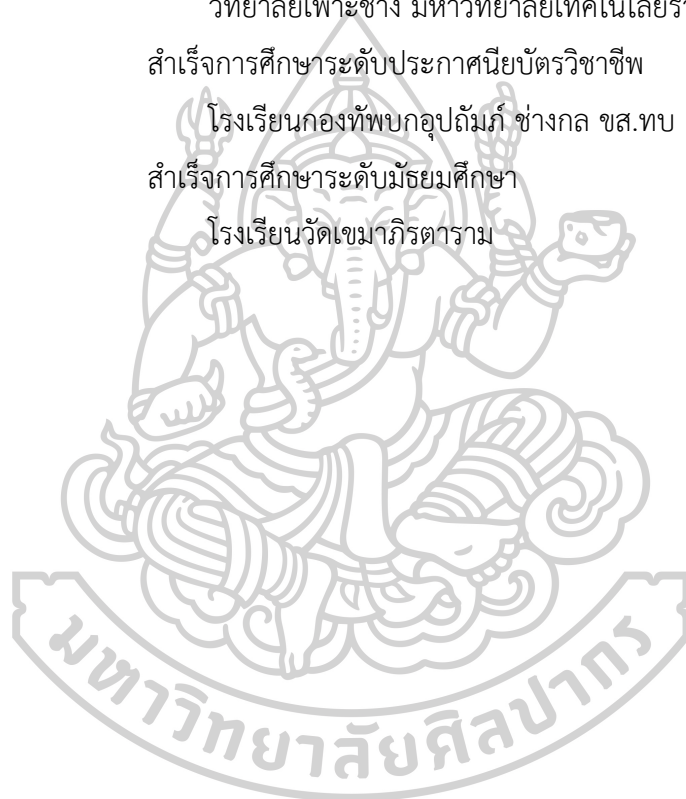 วิทยาลัยเพาะช่าง มหาวิทยาลัยเทคโนโลยี
สำเร็จการศึกษาระดับประกาศนียบัตรวิชาชีพ
โรงเรียนกองทัพบกอุปถัมภ์ ช่างกล ขส.ทบ
สำเร็จการศึกษาระดับมัธยมศึกษา
โรงเรียนวัดเขมาภิรตาราม
มหาวิทยาลัยศิลปากร